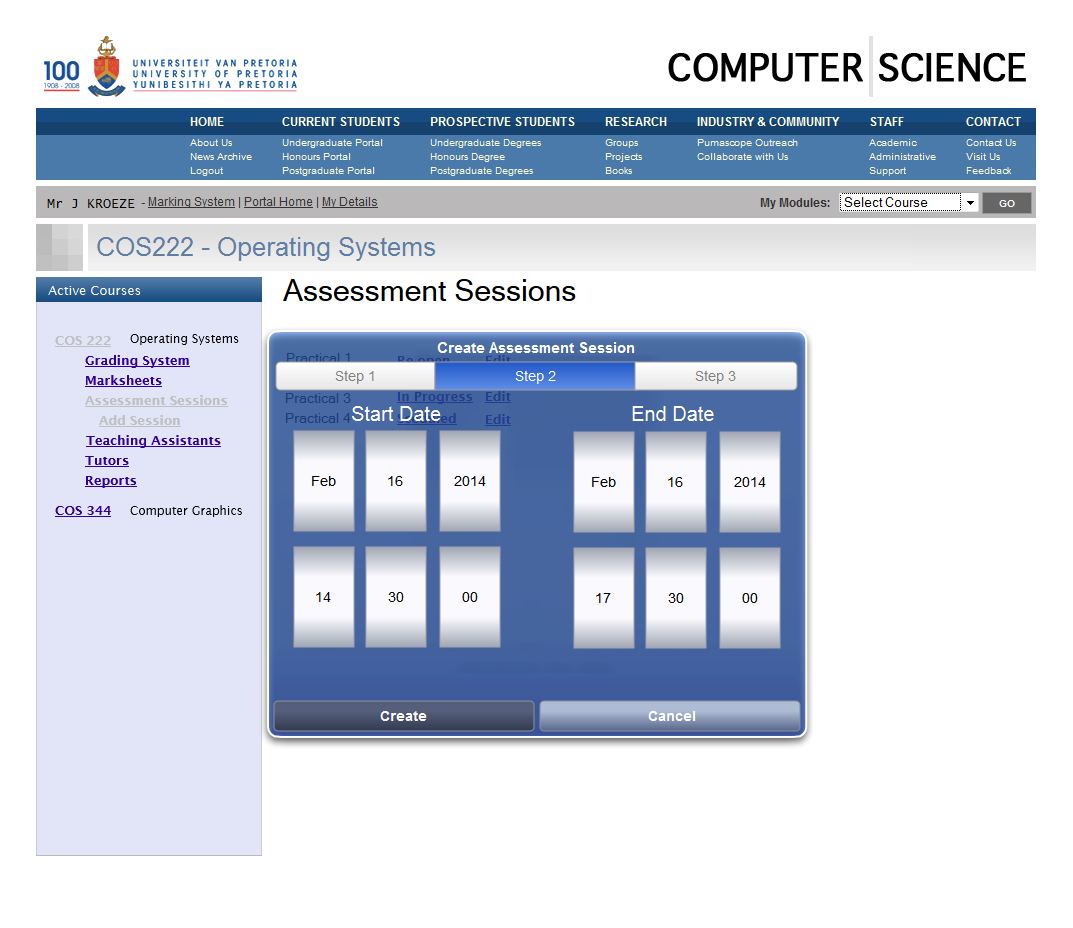 100
1908 - 2008
UNIVERSITEIT VAN PRETORIA
UNIVERSITY OF PRETORIA
YUNIBESITHI YA PRETORIA
COMPUTER SCIENCE
HOME CURRENT STUDENTS PROSPECTIVE STUDENTS RESEARCH INDUSTRY & COMMUNITY STAFF CONTACT
About Us Undergraduate Portal Undergraduate Degrees Groups Pumascope Outreach Academic Contact Us
News Archive Honours Portal Honours Degree Projects Collaborate with Us Administrative Visit Us
Logout Postgraduate Portal Postgraduate Degrees Books Support Feedback
Mr J KROEZE - Marking System | Portal Home | My Details My Modules: Select Course GO
COS222 - Operating Systems
Active Courses
COS 222 Operating Systems
Grading System
Marksheets
Assessment Sessions
Add Session
Teaching Assistants
Tutors
Reports
COS 344 Computer Graphics
Assessment Sessions
Create Assessment Session
Practical 1 Re open Edit
Step 1 Step 2 Step 3
Practical 3 In Progress Edit
Practical 4 Edit
Start Date End Date
Feb 16 2014 Feb 16 2014
14 30 00 17 30 00
Create Cancel